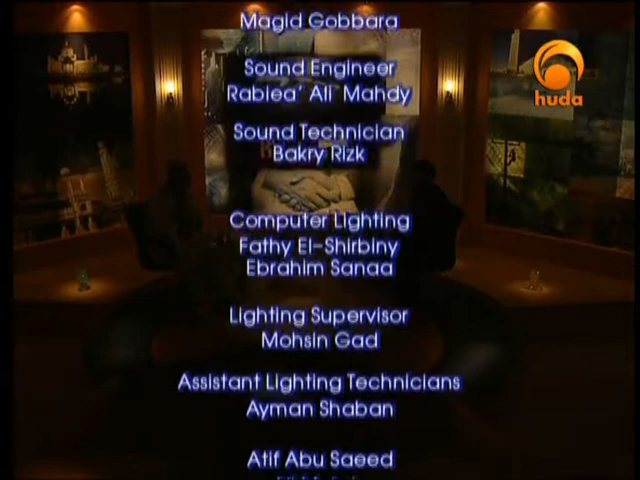 Magid Gobbara
huda
Sound Engineer
Rabiea' Ali Mahdy
Sound Technician
Bakry Rizk
Computer Lighting
Fathy El-Shirbiny
Ebrahim Sanaa
Lighting Supervisor
Mohsin Gad
Assistant Lighting Technicians
Ayman Shaban
Atif Abu Saeed